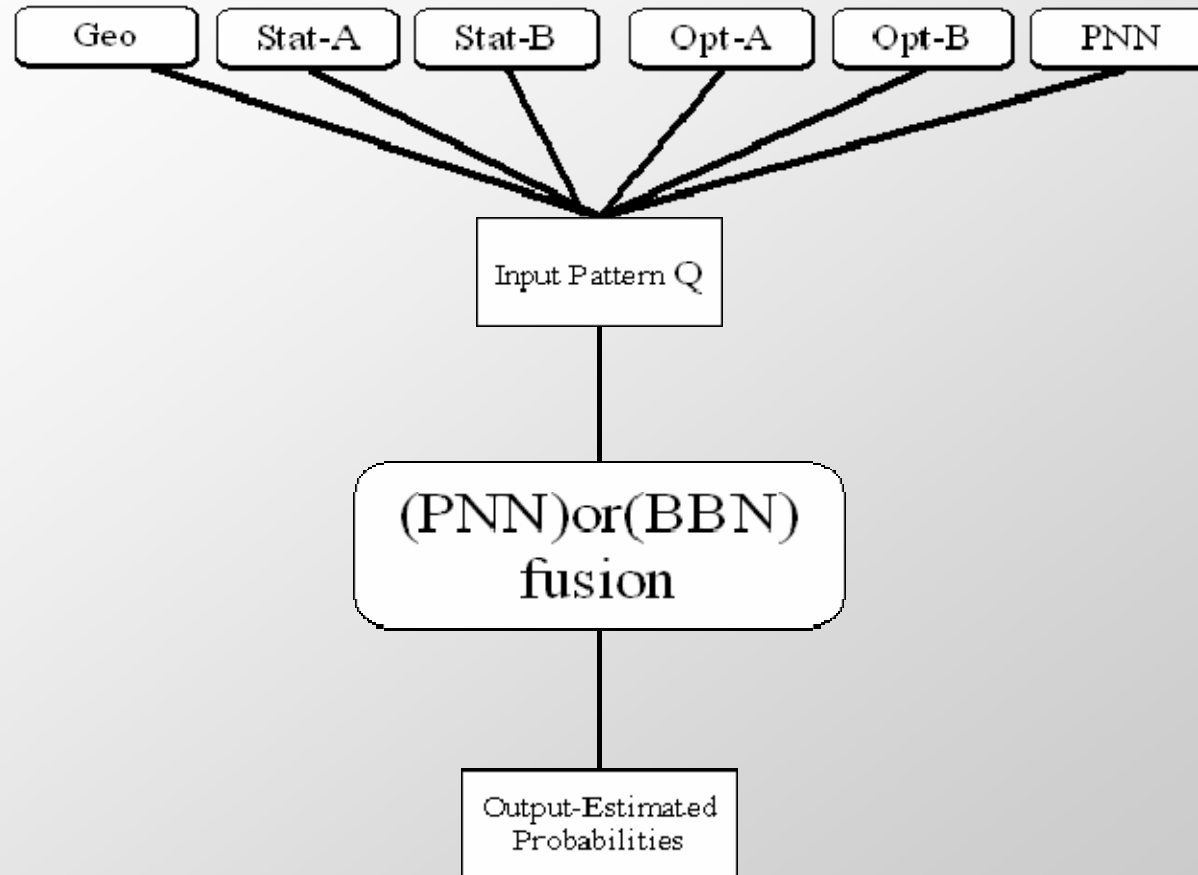 Geo Stat-A Stat-B Opt-A Opt-B PNN
Input Pattern Q
(PNN)or(BBN)
fusion
Output-Estimated
Probabilities